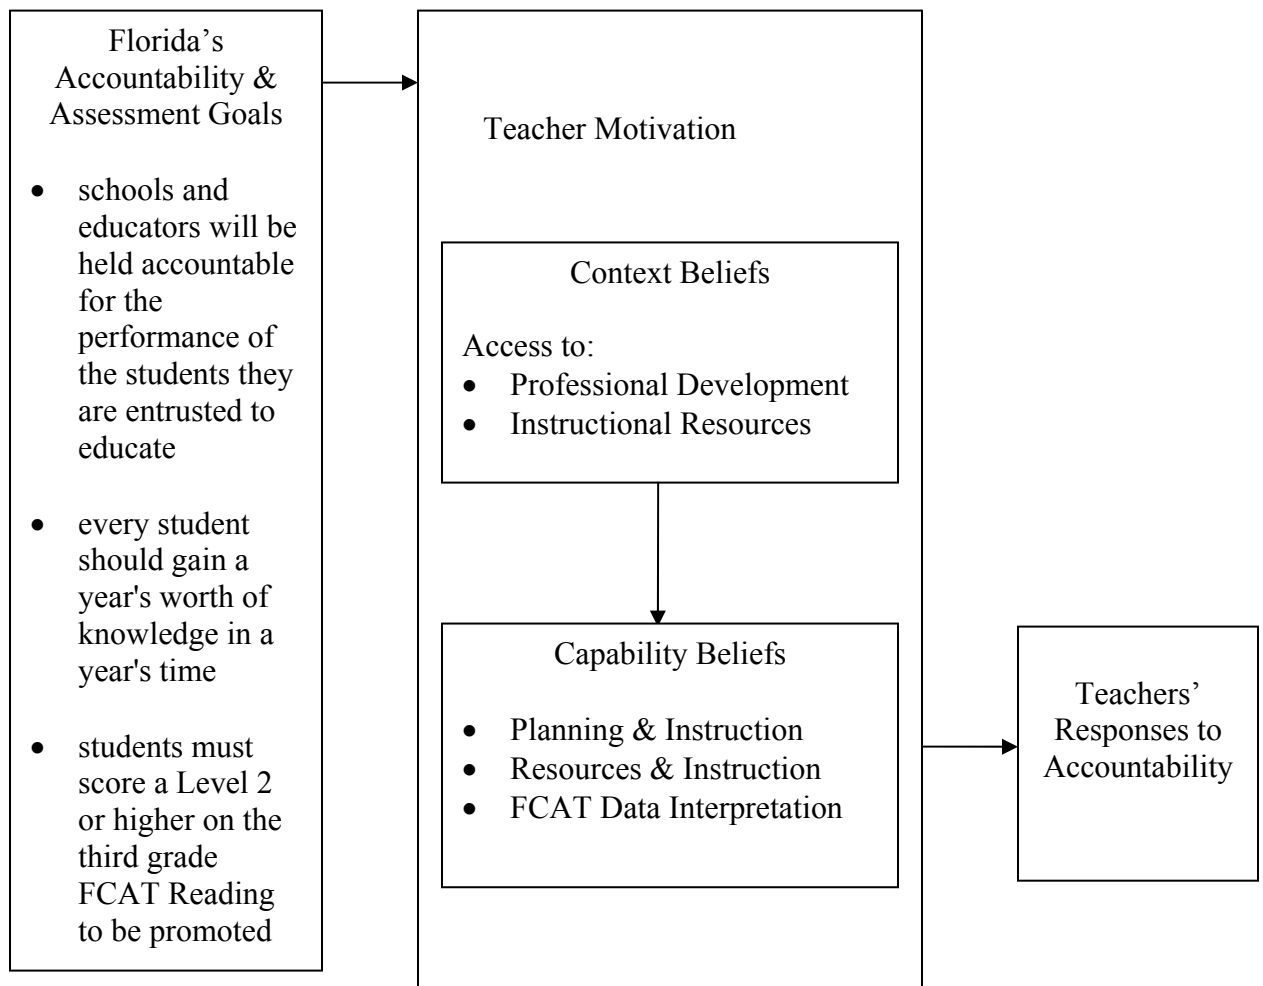 Florida’s
Accountability &
Assessment Goals
• schools and
educators will be
held accountable
for the
performance of
the students they
are entrusted to
educate
• every student
should gain a
year's worth of
knowledge in a
year's time
• students must
score a Level 2
or higher on the
third grade
FCAT Reading
to be promoted
Teacher Motivation
Context Beliefs
Access to:
• Professional Development
• Instructional Resources
Capability Beliefs
• Planning & Instruction
• Resources & Instruction
• FCAT Data Interpretation
Teachers’
Responses to
Accountability